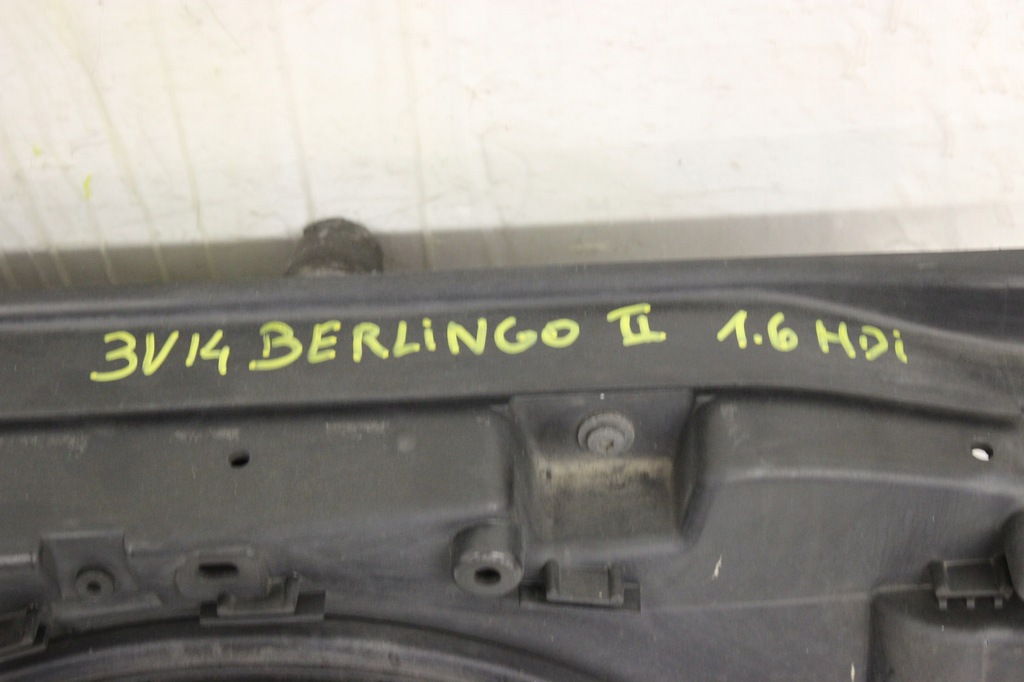 3V14 BERLiNGO II 1.6 HDi